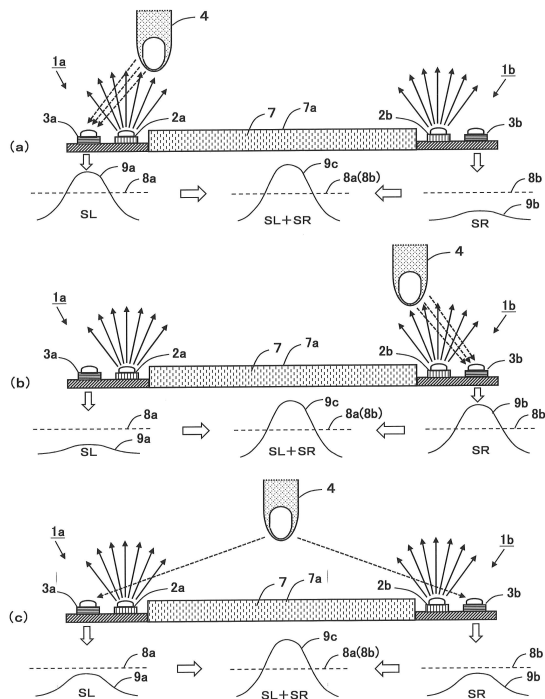 4
1a
1b
3a
2a
7
7a
2b
3b
(a)
9a
8a
SL
9c
8a(8b)
SL+SR
8b
9b
SR
4
1a
1b
3a
2a
7
7a
2b
3b
(b)
8a
9a
SL
9c
8a(8b)
SL+SR
9b
8b
SR
4
1a
1b
3a
2a
7
7a
2b
3b
(c)
8a
9a
SL
9c
8a(8b)
SL+SR
8b
9b
SR